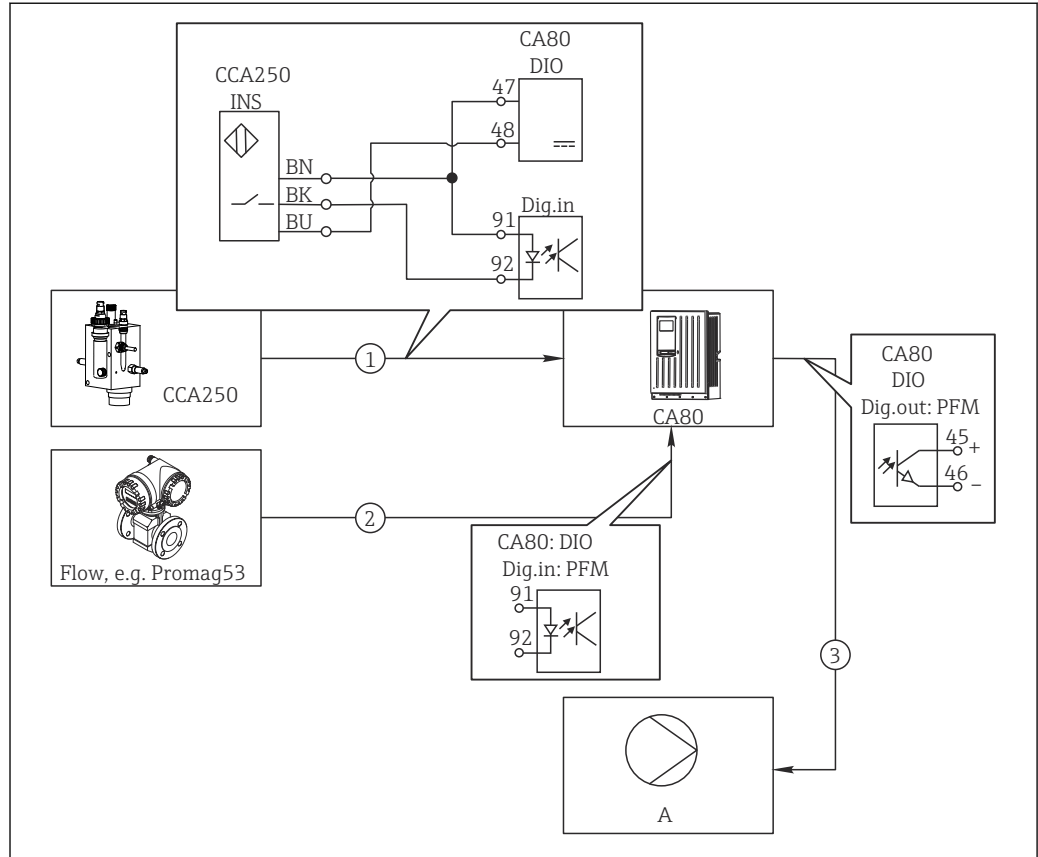 CA80
DIO
CCA250
INS
47
48
BN
BK
BU
Dig.in
91
92
1
CCA250
CA80
CA80
DIO
Dig.out: PFM
45
+
46
–
2
Flow, e.g. Promag53
CA80: DIO
Dig.in: PFM
91
92
3
A